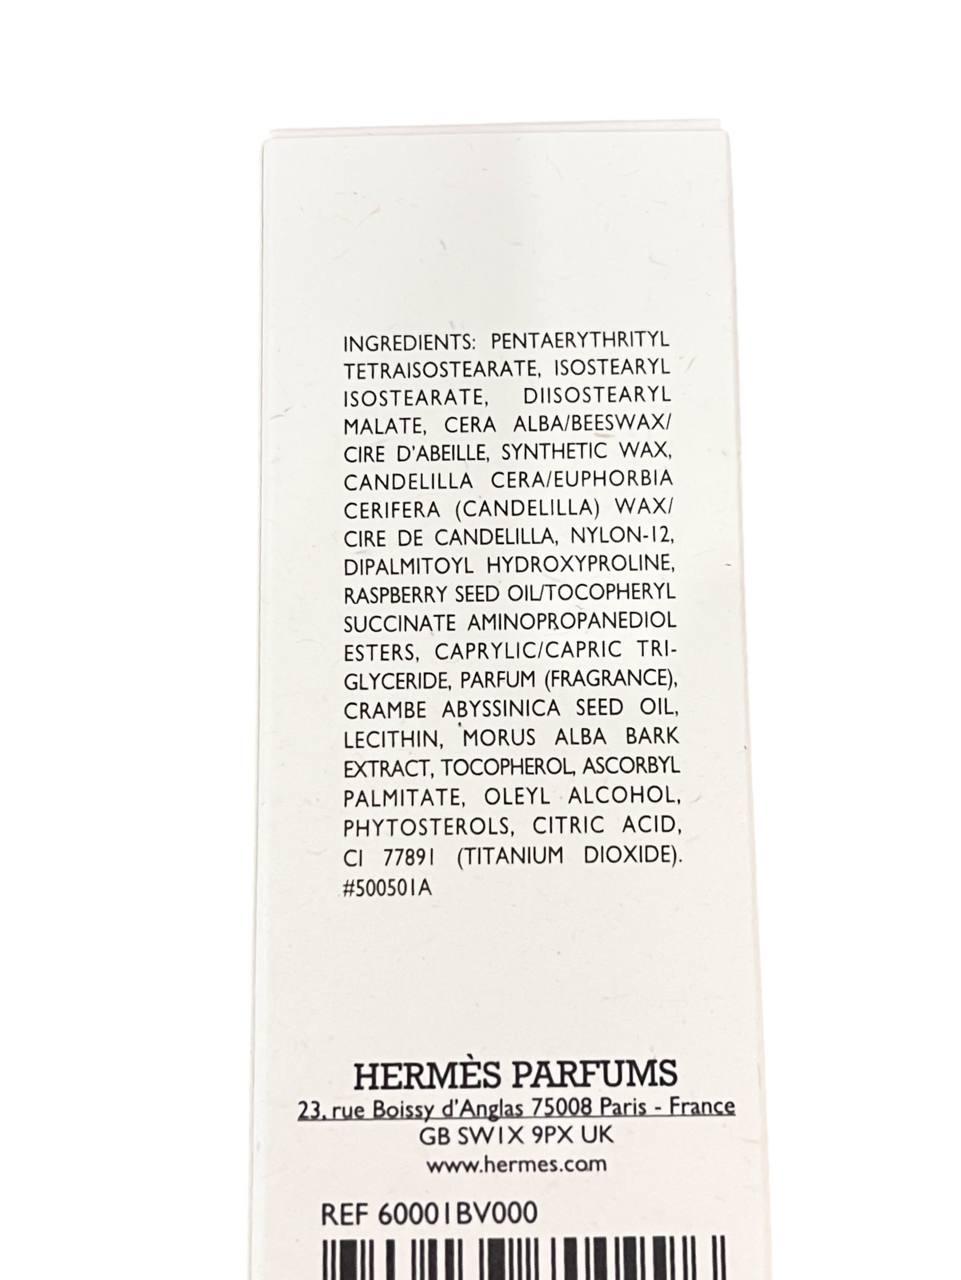 INGREDIENTS: PENTAERYTHRITYL
TETRAISOSTEARATE, ISOSTEARYL
ISOSTEARATE, DIISOSTEARYL
MALATE, CERA ALBA/BEESWAX/
CIRE D'ABEILLE, SYNTHETIC WAX,
CANDELILLA CERA/EUPHORBIA
CERIFERA (CANDELILLA) WAX/
CIRE DE CANDELILLA, NYLON-12,
DIPALMITOYL HYDROXYPROLINE,
RASPBERRY SEED OIL/TOCOPHERYL
SUCCINATE AMINOPROPANEDIOL
ESTERS, CAPRYLIC/CAPRIC TRI-
GLYCERIDE, PARFUM (FRAGRANCE),
CRAMBE ABYSSINICA SEED OIL,
LECITHIN, MORUS ALBA BARK
EXTRACT, TOCOPHEROL, ASCORBYL
PALMITATE, OLEYL ALCOHOL,
PHYTOSTEROLS, CITRIC ACID,
CI 77891 (TITANIUM DIOXIDE).
#500501A
HERMÈS PARFUMS
23, rue Boissy d'Anglas 75008 Paris - France
GB SW1X 9PX UK
www.hermes.com
REF 60001BV000